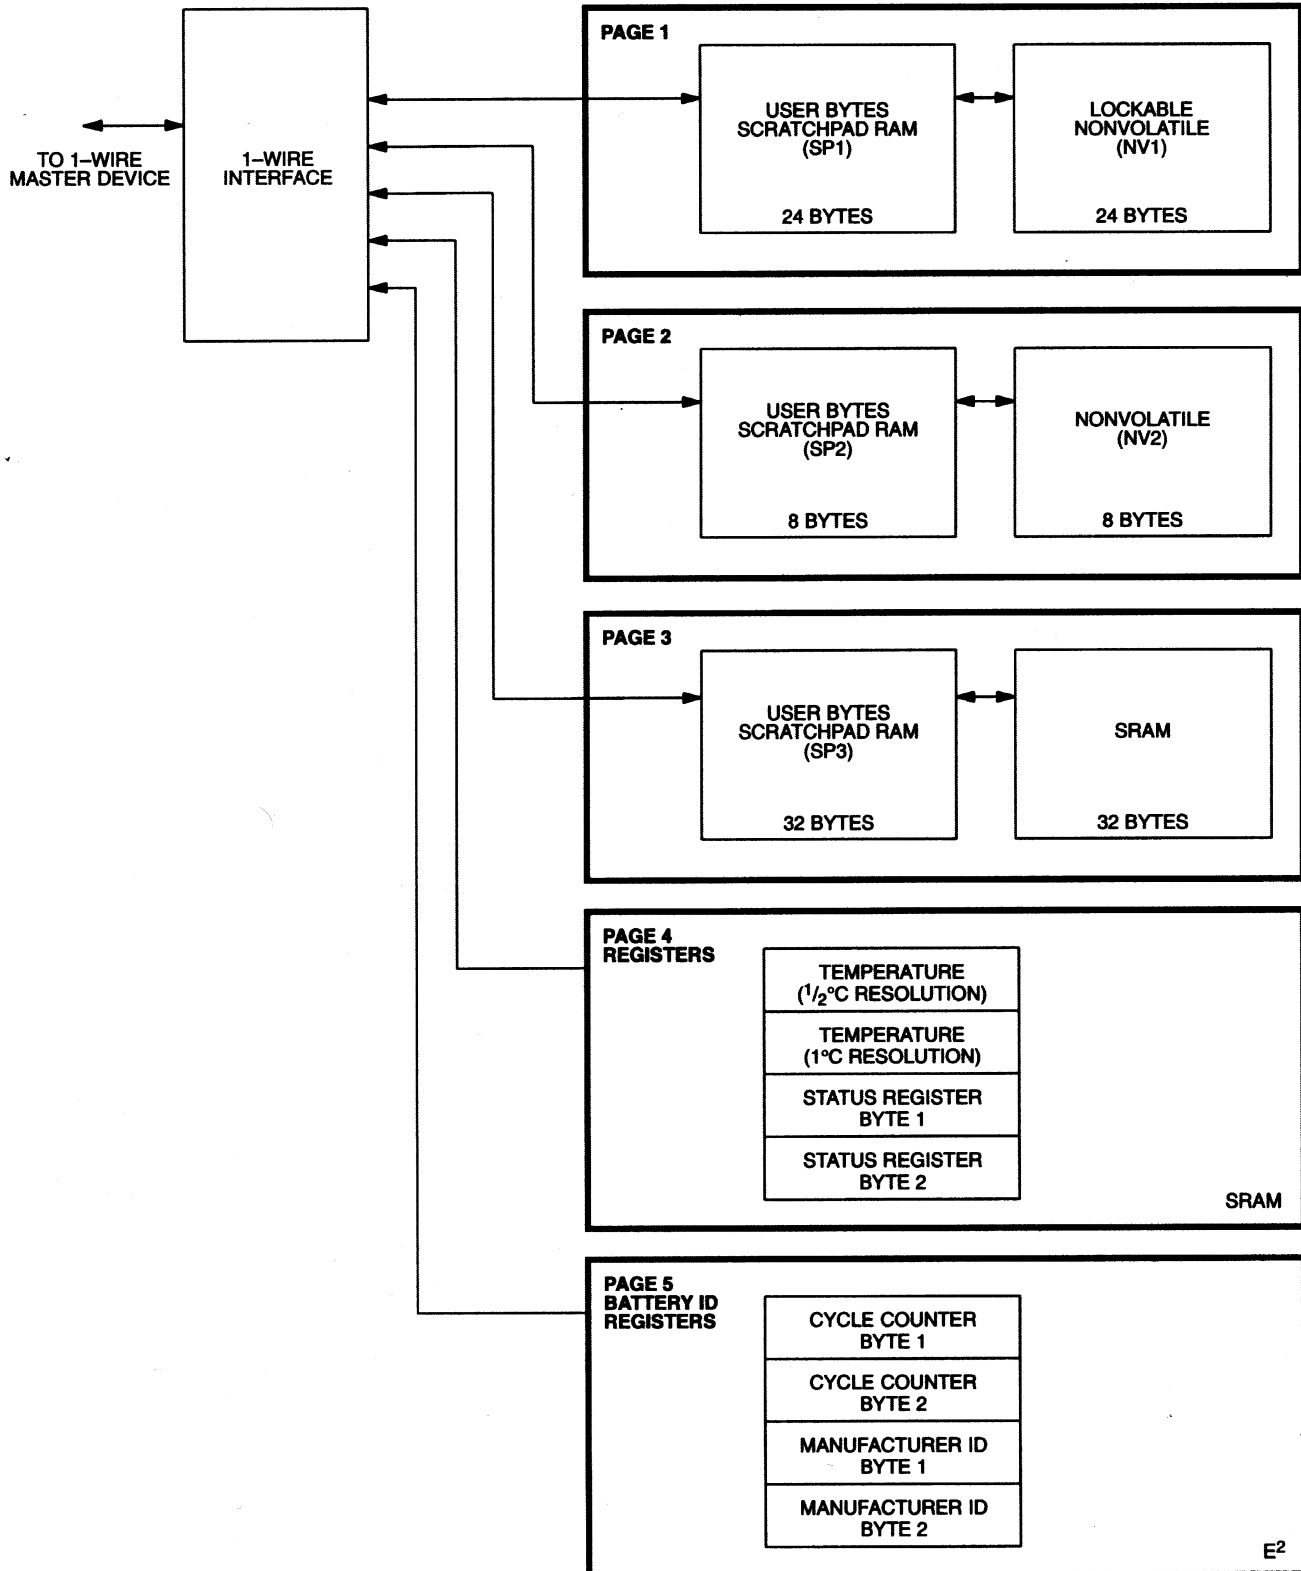 TO 1–WIRE
MASTER DEVICE
1–WIRE
INTERFACE
PAGE 1
USER BYTES
SCRATCHPAD RAM
(SP1)
24 BYTES
LOCKABLE
NONVOLATILE
(NV1)
24 BYTES
PAGE 2
USER BYTES
SCRATCHPAD RAM
(SP2)
8 BYTES
NONVOLATILE
(NV2)
8 BYTES
PAGE 3
USER BYTES
SCRATCHPAD RAM
(SP3)
32 BYTES
SRAM
32 BYTES
PAGE 4
REGISTERS
TEMPERATURE
(1/2°C RESOLUTION)
TEMPERATURE
(1°C RESOLUTION)
STATUS REGISTER
BYTE 1
STATUS REGISTER
BYTE 2
SRAM
PAGE 5
BATTERY ID
REGISTERS
CYCLE COUNTER
BYTE 1
CYCLE COUNTER
BYTE 2
MANUFACTURER ID
BYTE 1
MANUFACTURER ID
BYTE 2
E²